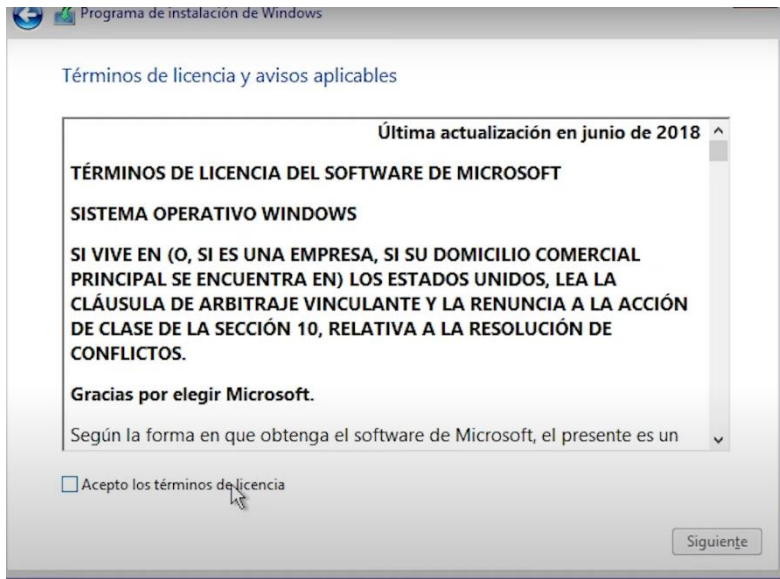 Programa de instalación de Windows
Términos de licencia y avisos aplicables
Última actualización en junio de 2018
TÉRMINOS DE LICENCIA DEL SOFTWARE DE MICROSOFT
SISTEMA OPERATIVO WINDOWS
SI VIVE EN (O, SI ES UNA EMPRESA, SI SU DOMICILIO COMERCIAL
PRINCIPAL SE ENCUENTRA EN) LOS ESTADOS UNIDOS, LEA LA
CLÁUSULA DE ARBITRAJE VINCULANTE Y LA RENUNCIA A LA ACCIÓN
DE CLASE DE LA SECCIÓN 10, RELATIVA A LA RESOLUCIÓN DE
CONFLICTOS.
Gracias por elegir Microsoft.
Según la forma en que obtenga el software de Microsoft, el presente es un
Acepto los términos de licencia
Siguiente